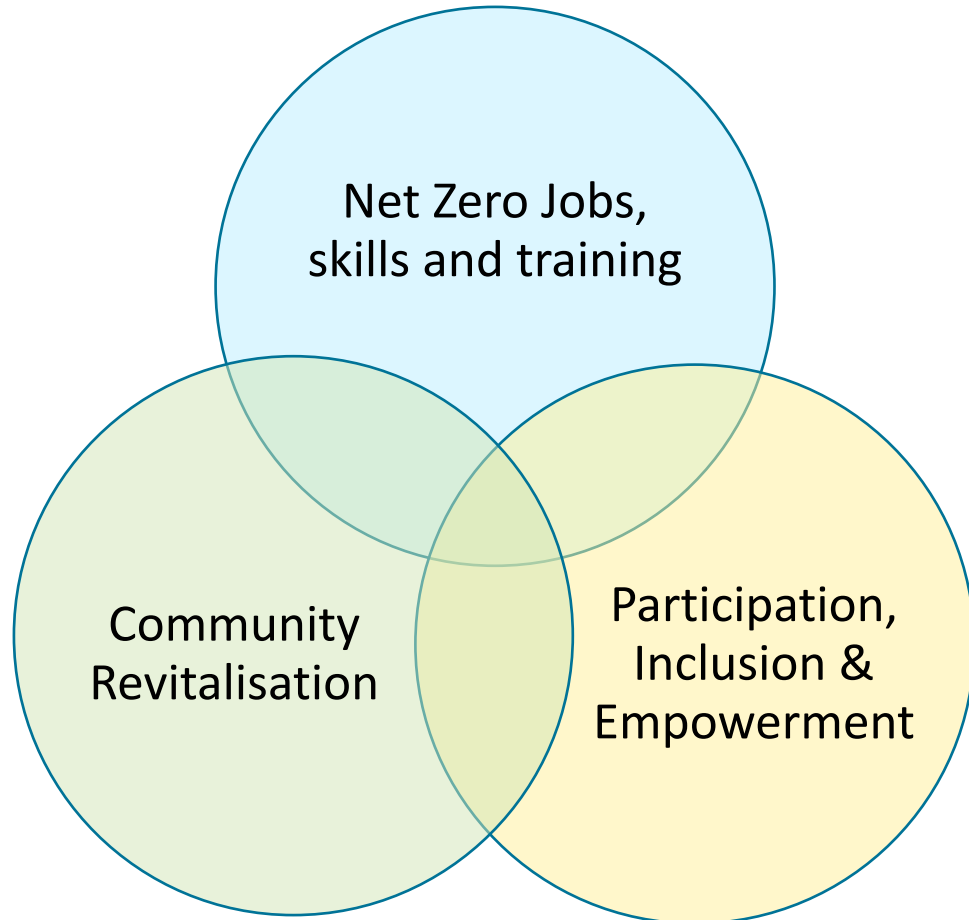 Net Zero Jobs,
skills and training
Community
Revitalisation
Participation,
Inclusion &
Empowerment